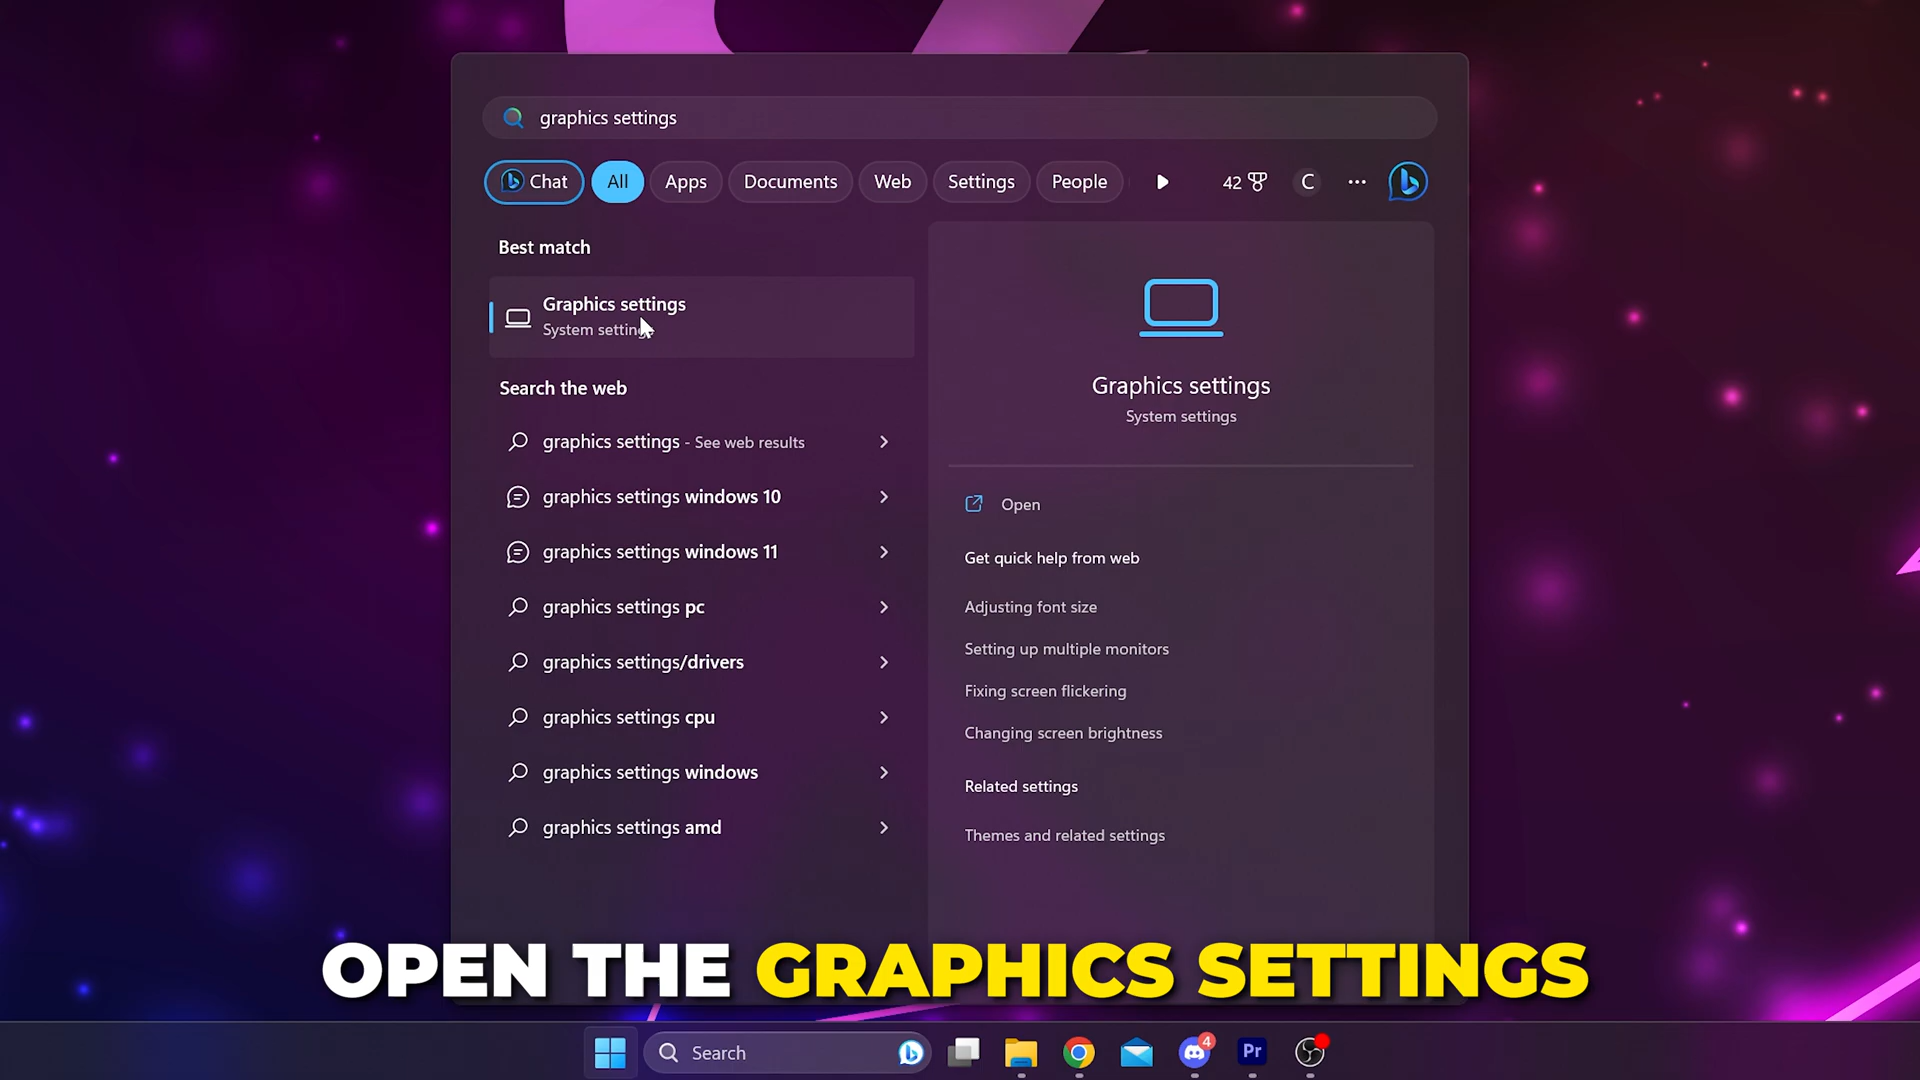 graphics settings
Chat All Apps Documents Web Settings People 42 C
Best match
Graphics settings
System settings
Search the web
graphics settings - See web results
graphics settings windows 10
graphics settings windows 11
graphics settings pc
graphics settings/drivers
graphics settings cpu
graphics settings windows
graphics settings amd
Graphics settings
System settings
Open
Get quick help from web
Adjusting font size
Setting up multiple monitors
Fixing screen flickering
Changing screen brightness
Related settings
Themes and related settings
OPEN THE GRAPHICS SETTINGS
Search 4 Pr